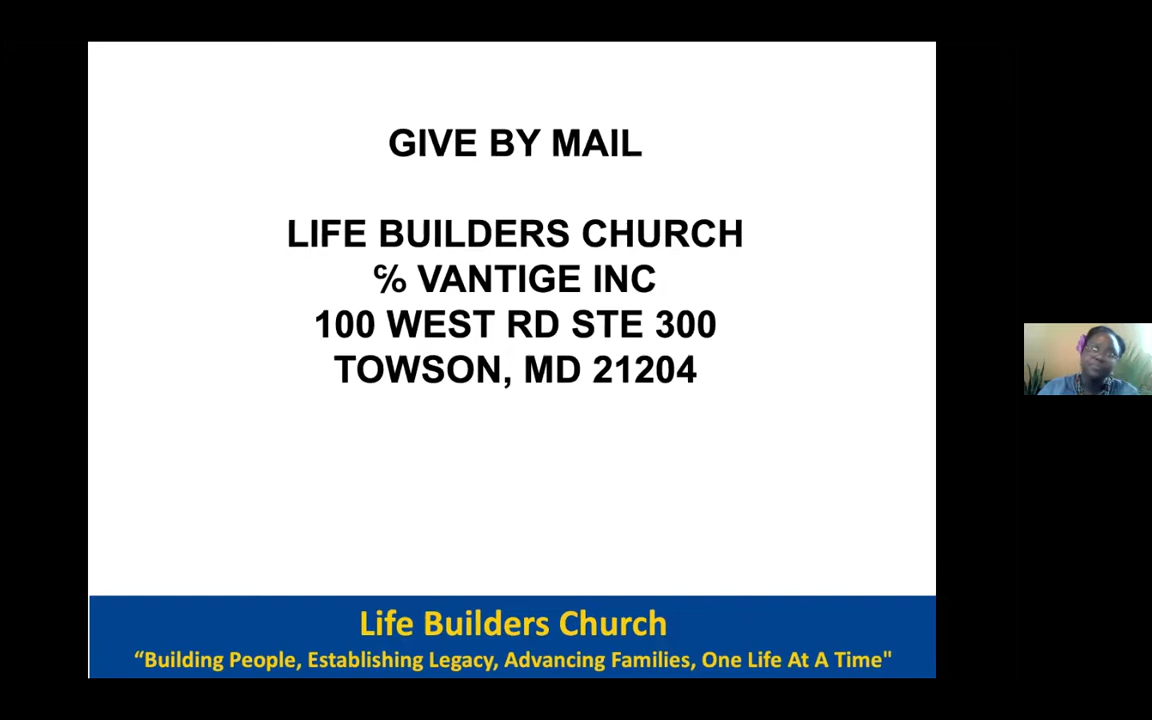 GIVE BY MAIL
LIFE BUILDERS CHURCH
℅ VANTIGE INC
100 WEST RD STE 300
TOWSON, MD 21204
Life Builders Church
“Building People, Establishing Legacy, Advancing Families, One Life At A Time"